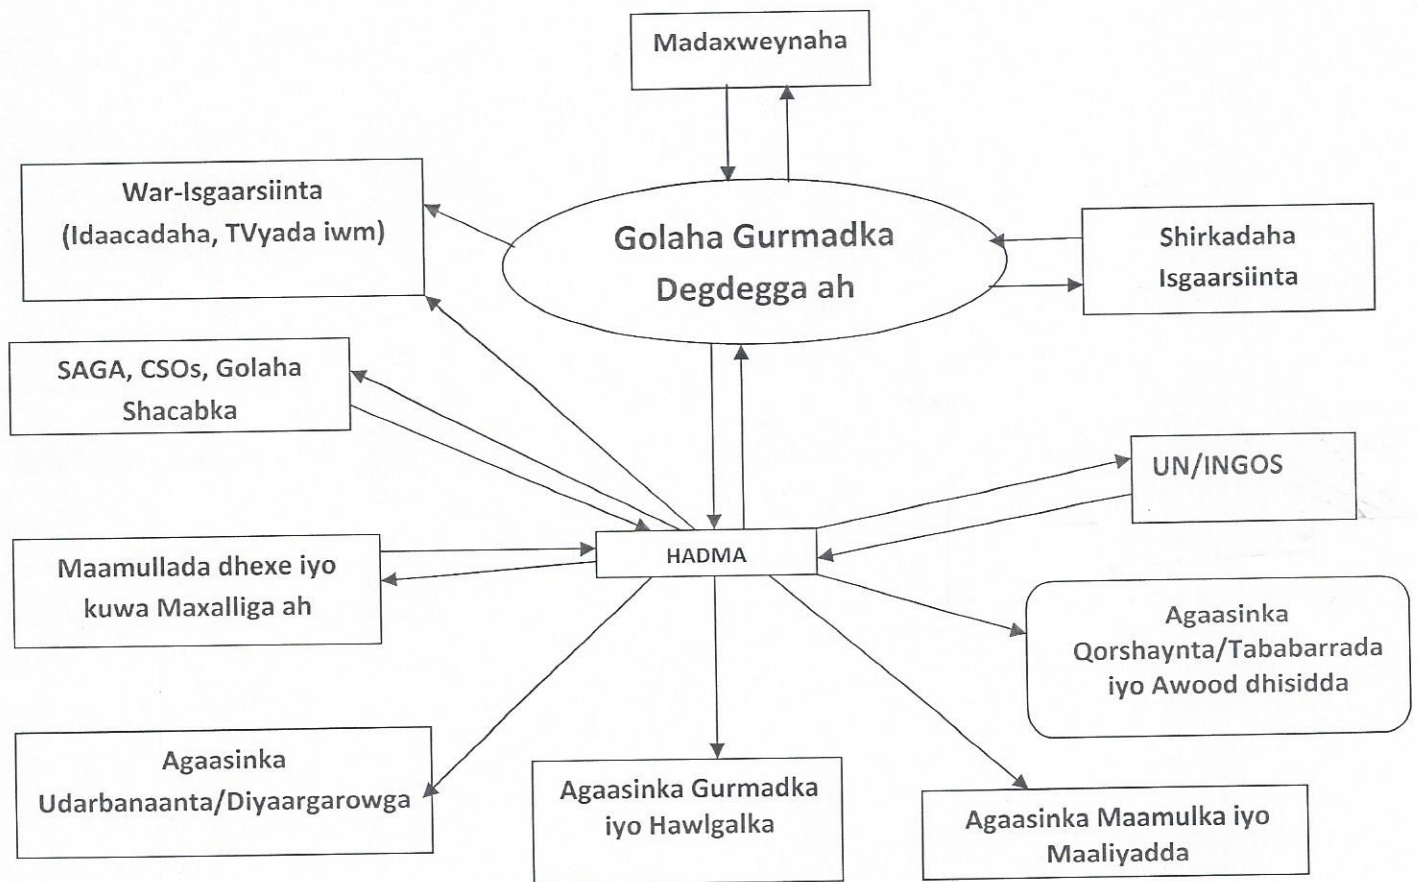 Madaxweynaha
War-Isgaarsiinta
(Idaacadaha, TVyada iwm)
Golaha Gurmadka
Degdegga ah
Shirkadaha
Isgaarsiinta
SAGA, CSOs, Golaha
Shacabka
UN/INGOS
HADMA
Maamullada dhexe iyo
kuwa Maxalliga ah
Agaasinka
Qorshaynta/Tababarrada
iyo Awood dhisidda
Agaasinka
Udarbanaanta/Diyaargarowga
Agaasinka Gurmadka
iyo Hawlgalka
Agaasinka Maamulka iyo
Maaliyadda